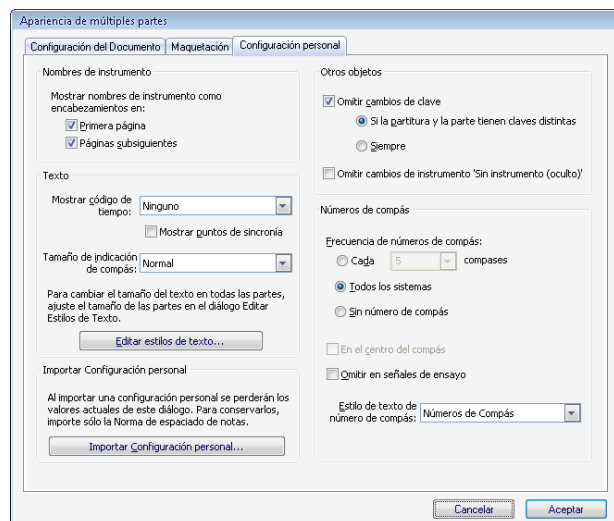 Apariencia de múltiples partes
Configuración del Documento
Maquetación
Configuración personal
Nombres de instrumento
Mostrar nombres de instrumento como
encabezamientos en:
Primera página
Páginas subsiguientes
Texto
Mostrar código de
tiempo:
Ninguno
Mostrar puntos de sincronía
Tamaño de indicación
de compás:
Normal
Para cambiar el tamaño del texto en todas las partes,
ajuste el tamaño de las partes en el diálogo Editar
Estilos de Texto.
Editar estilos de texto...
Importar Configuración personal
Al importar una configuración personal se perderán los
valores actuales de este diálogo. Para conservarlos,
importe sólo la Norma de espaciado de notas.
Importar Configuración personal...
Otros objetos
Omitir cambios de clave
Si la partitura y la parte tienen claves distintas
Siempre
Omitir cambios de instrumento 'Sin instrumento (oculto)'
Números de compás
Frecuencia de números de compás:
Cada 5 compases
Todos los sistemas
Sin número de compás
En el centro del compás
Omitir en señales de ensayo
Estilo de texto de
número de compás:
Números de Compás
Cancelar
Aceptar